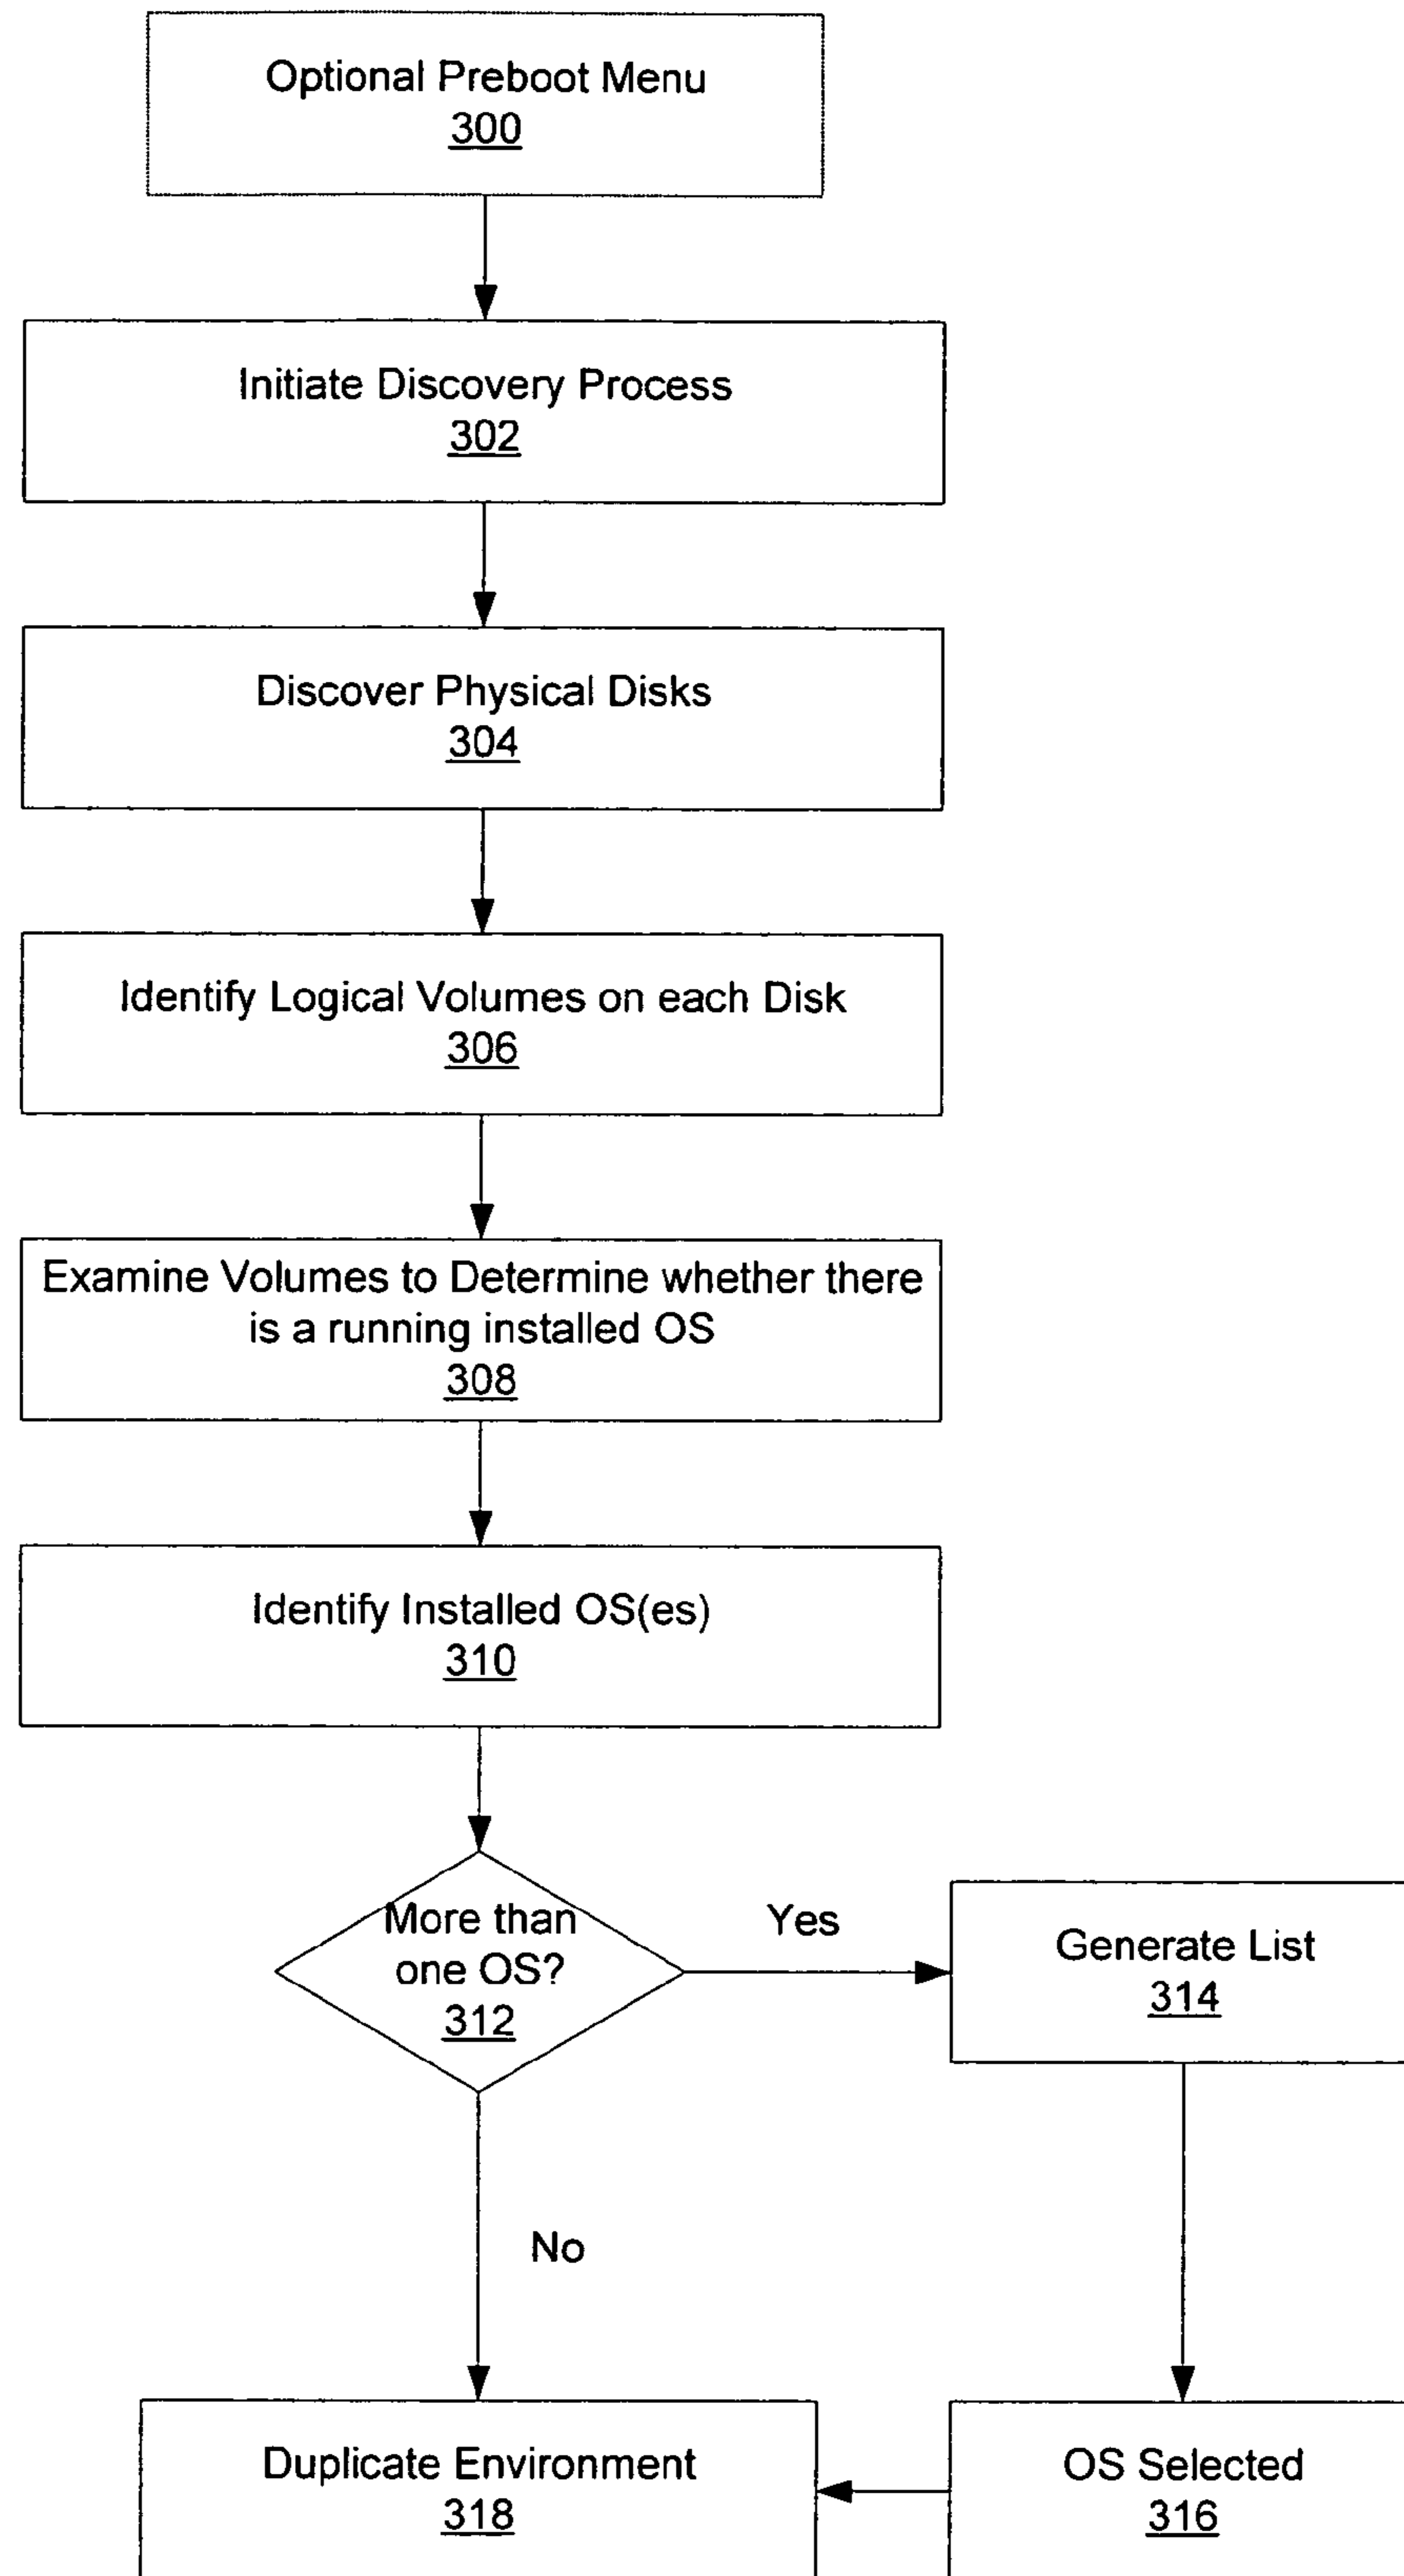 Optional Preboot Menu
300
Initiate Discovery Process
302
Discover Physical Disks
304
Identify Logical Volumes on each Disk
306
Examine Volumes to Determine whether there
is a running installed OS
308
Identify Installed OS(es)
310
More than
one OS?
312
Yes
Generate List
314
No
Duplicate Environment
318
OS Selected
316